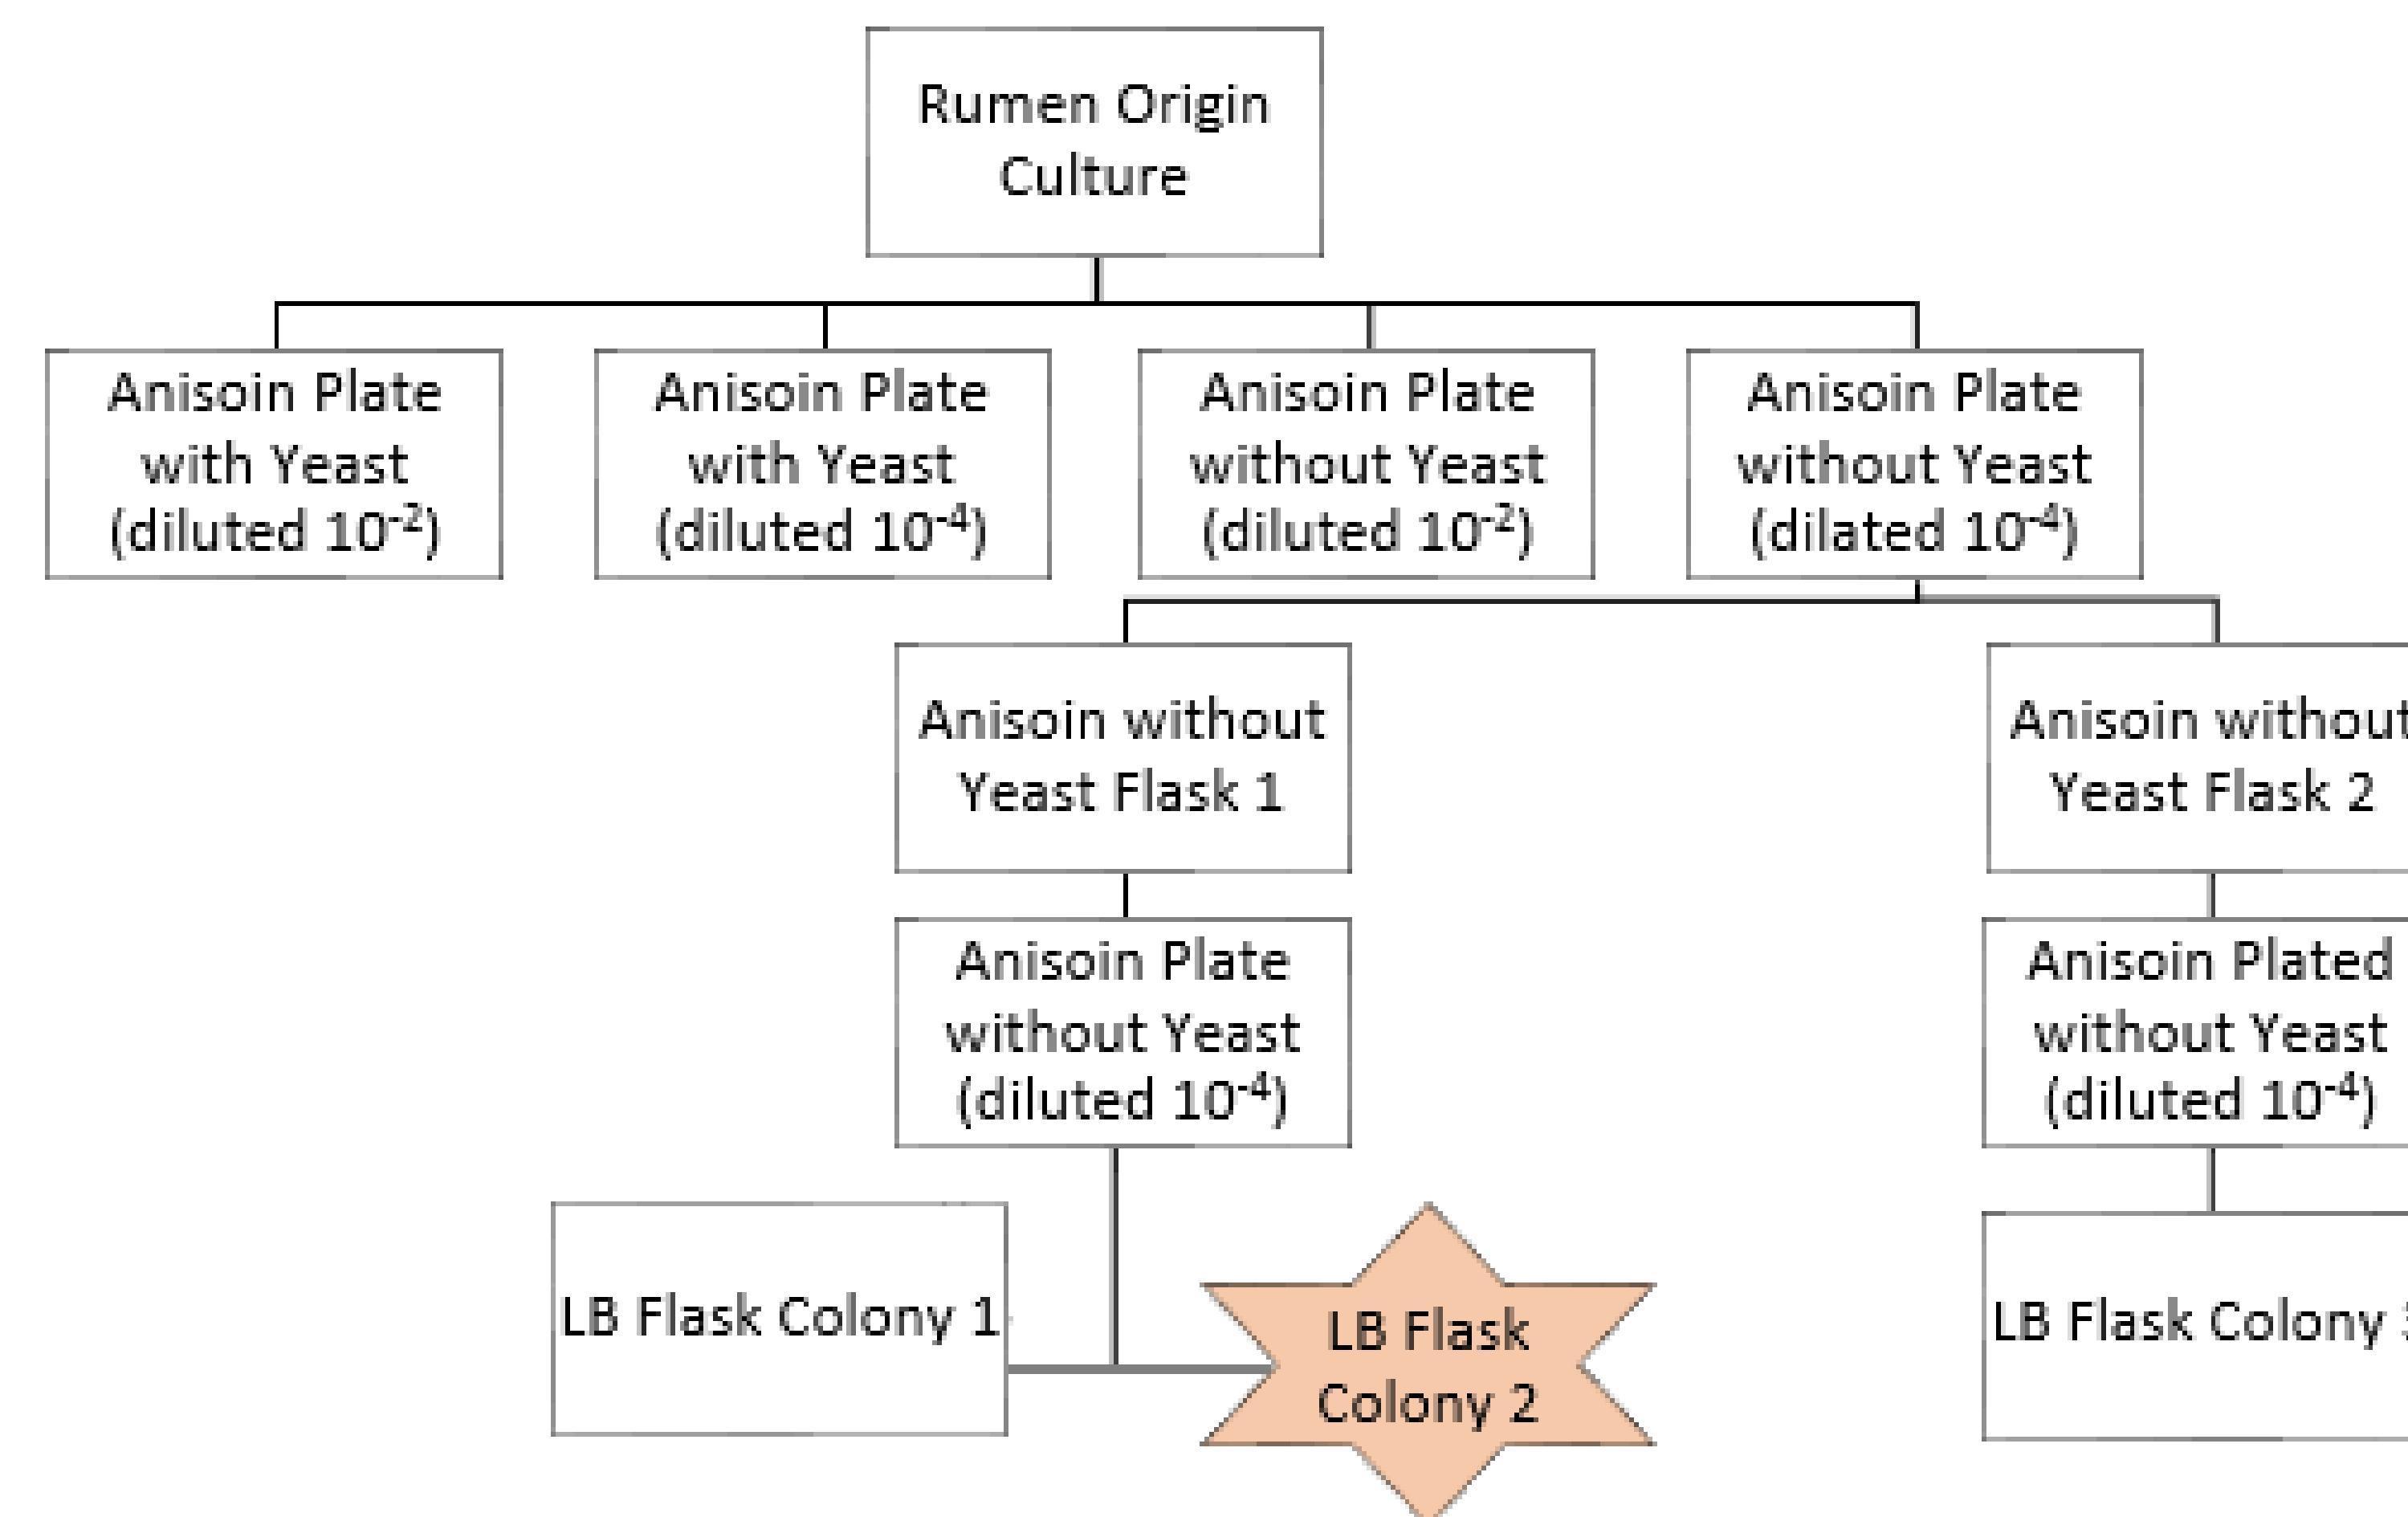 Rumen Origin
Culture
Anisoin Plate
with Yeast
(diluted 10⁻²)
Anisoin Plate
with Yeast
(diluted 10⁻⁴)
Anisoin Plate
without Yeast
(diluted 10⁻²)
Anisoin Plate
without Yeast
(dilated 10⁻⁴)
Anisoin without
Yeast Flask 1
Anisoin without
Yeast Flask 2
Anisoin Plate
without Yeast
(diluted 10⁻⁴)
Anisoin Plated
without Yeast
(diluted 10⁻⁴)
LB Flask Colony 1
LB Flask
Colony 2
LB Flask Colony